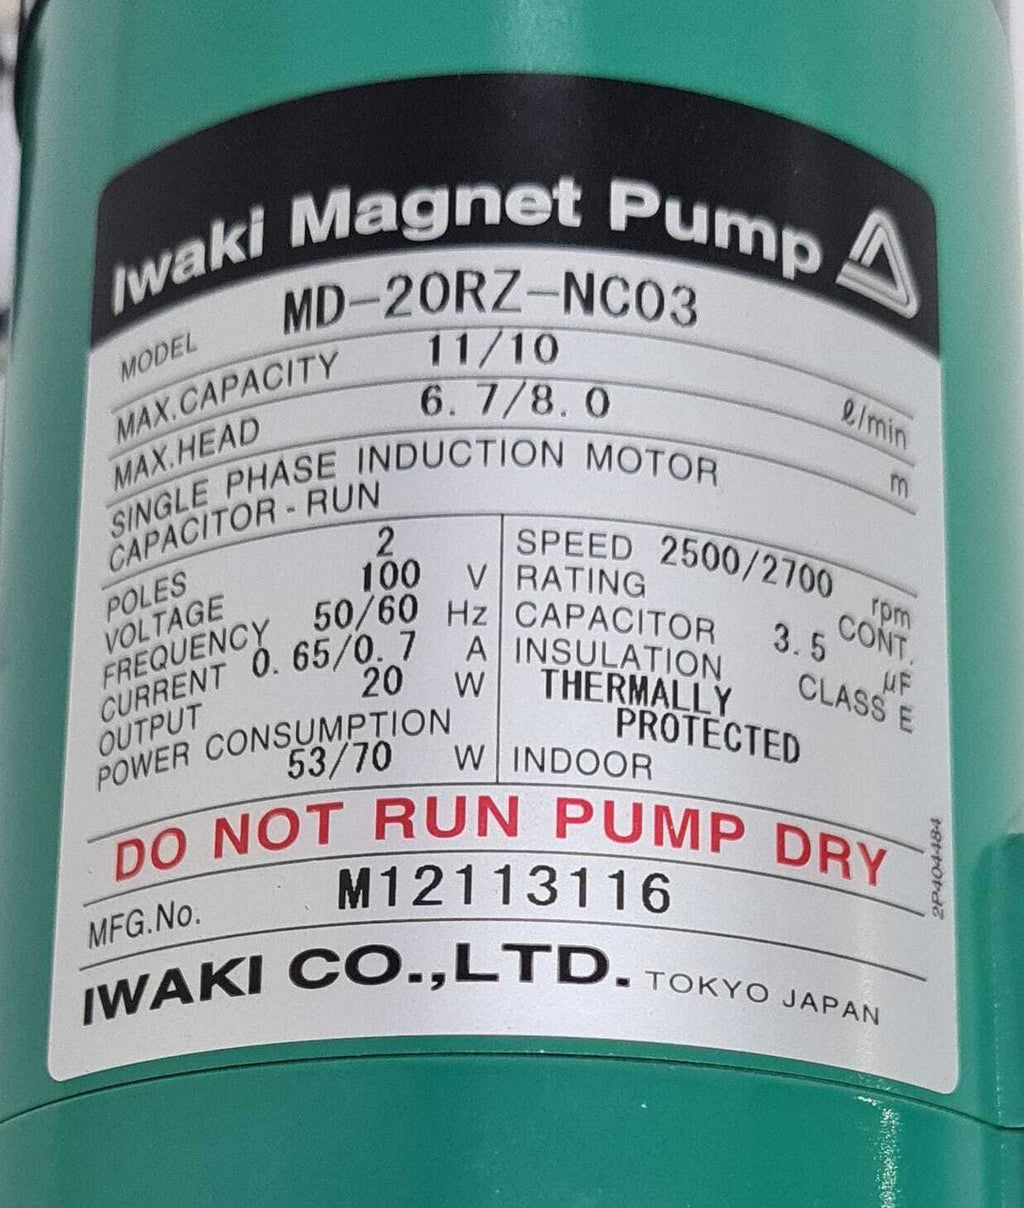 Iwaki Magnet Pump
MODEL MD-20RZ-NC03
MAX.CAPACITY 11/10 ℓ/min
MAX.HEAD 6.7/8.0 m
SINGLE PHASE INDUCTION MOTOR
CAPACITOR-RUN
POLES 2
VOLTAGE 100 V
FREQUENCY 50/60 Hz
CURRENT 0.65/0.7 A
OUTPUT 20 W
POWER CONSUMPTION
53/70 W
SPEED 2500/2700 rpm
RATING CONT.
CAPACITOR 3.5 μF
INSULATION CLASS E
THERMALLY
PROTECTED
INDOOR
DO NOT RUN PUMP DRY
MFG.No. M12113116
IWAKI CO.,LTD. TOKYO JAPAN
2P404484